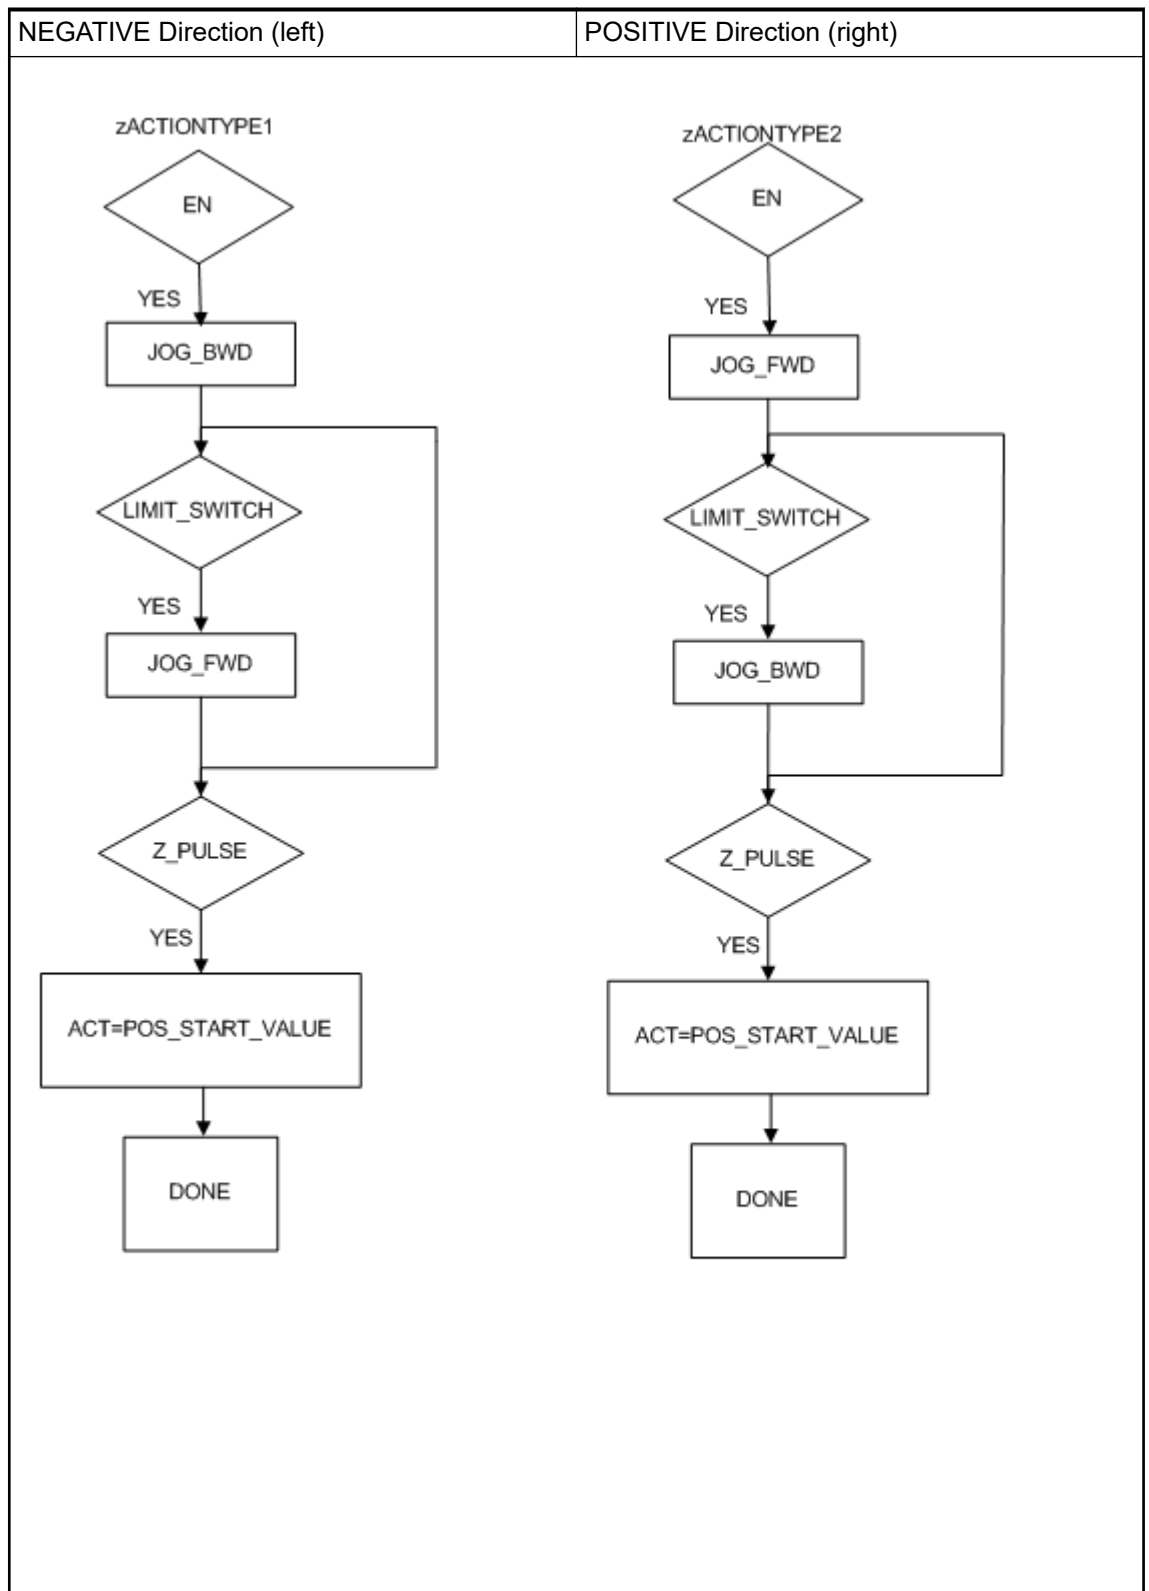 NEGATIVE Direction (left)
POSITIVE Direction (right)
zACTIONTYPE1
EN
YES
JOG_BWD
LIMIT_SWITCH
YES
JOG_FWD
Z_PULSE
YES
ACT=POS_START_VALUE
DONE
zACTIONTYPE2
EN
YES
JOG_FWD
LIMIT_SWITCH
YES
JOG_BWD
Z_PULSE
YES
ACT=POS_START_VALUE
DONE